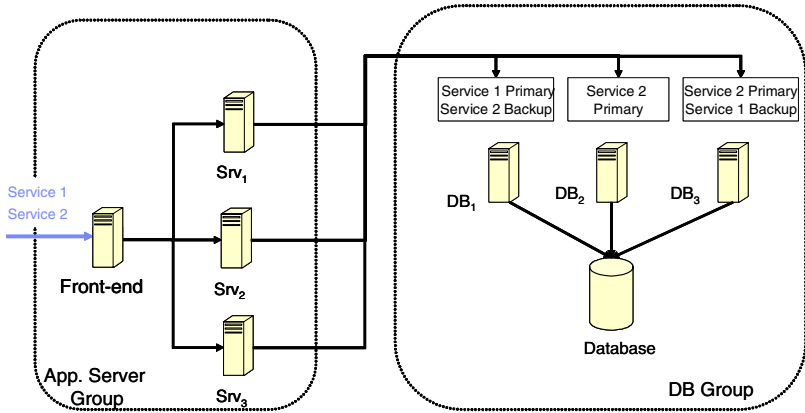 Service 1
Service 2
Front-end
Srv1
Srv2
Srv3
App. Server
Group
Service 1 Primary
Service 2 Backup
Service 2
Primary
Service 2 Primary
Service 1 Backup
DB1
DB2
DB3
Database
DB Group